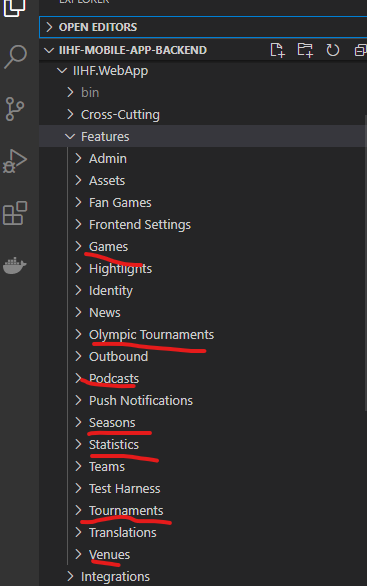 OPEN EDITORS
IIHF-MOBILE-APP-BACKEND
IIHF.WebApp
bin
Cross-Cutting
Features
Admin
Assets
Fan Games
Frontend Settings
Games
Highlights
Identity
News
Olympic Tournaments
Outbound
Podcasts
Push Notifications
Seasons
Statistics
Teams
Test Harness
Tournaments
Translations
Venues
Integrations